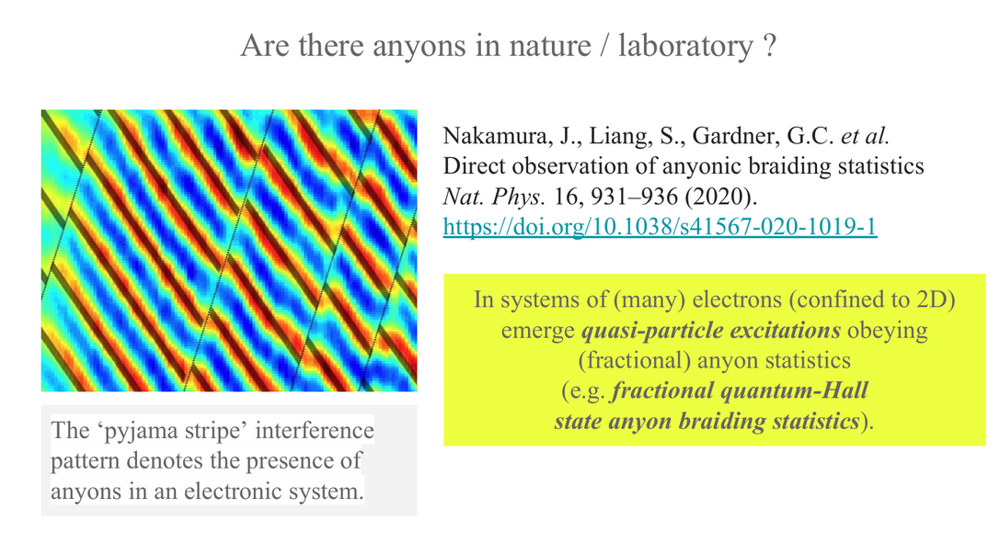 Are there anyons in nature / laboratory ?
Nakamura, J., Liang, S., Gardner, G.C. et al.
Direct observation of anyonic braiding statistics
Nat. Phys. 16, 931–936 (2020).
https://doi.org/10.1038/s41567-020-1019-1
In systems of (many) electrons (confined to 2D)
emerge quasi-particle excitations obeying
(fractional) anyon statistics
(e.g. fractional quantum-Hall
state anyon braiding statistics).
The ‘pyjama stripe’ interference
pattern denotes the presence of
anyons in an electronic system.